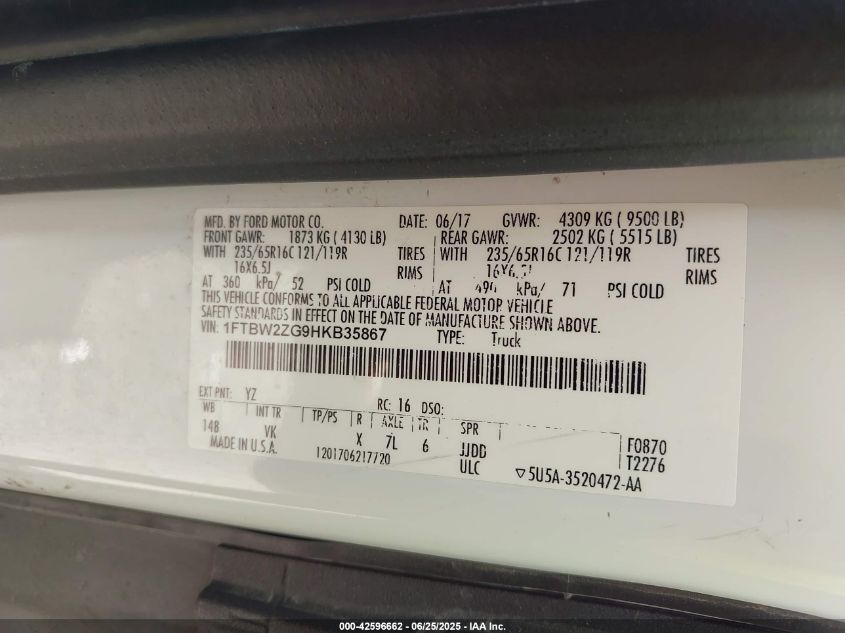 MFD. BY FORD MOTOR CO. DATE: 06/17 GVWR: 4309 KG ( 9500 LB)
FRONT GAWR: 1873 KG ( 4130 LB) REAR GAWR: 2502 KG ( 5515 LB)
WITH 235/65R16C 121/119R TIRES WITH 235/65R16C 121/119R TIRES
16X6.5J RIMS 16X6.5J RIMS
AT 360 kPa/ 52 PSI COLD AT 490 kPa/ 71 PSI COLD
THIS VEHICLE CONFORMS TO ALL APPLICABLE FEDERAL MOTOR VEHICLE
SAFETY STANDARDS IN EFFECT ON THE DATE OF MANUFACTURE SHOWN ABOVE.
VIN: 1FTBW2ZG9HKB35867 TYPE: Truck
EXT PNT: YZ RC: 16 DSO:
WB INT TR TP/PS R AXLE TR SPR F0870
148 VK X 7L 6 JJDD T2276
MADE IN U.S.A. 1201706217720 ULC 5U5A-3520472-AA
000-42596662 / 06/25/2025 - IAA Inc.